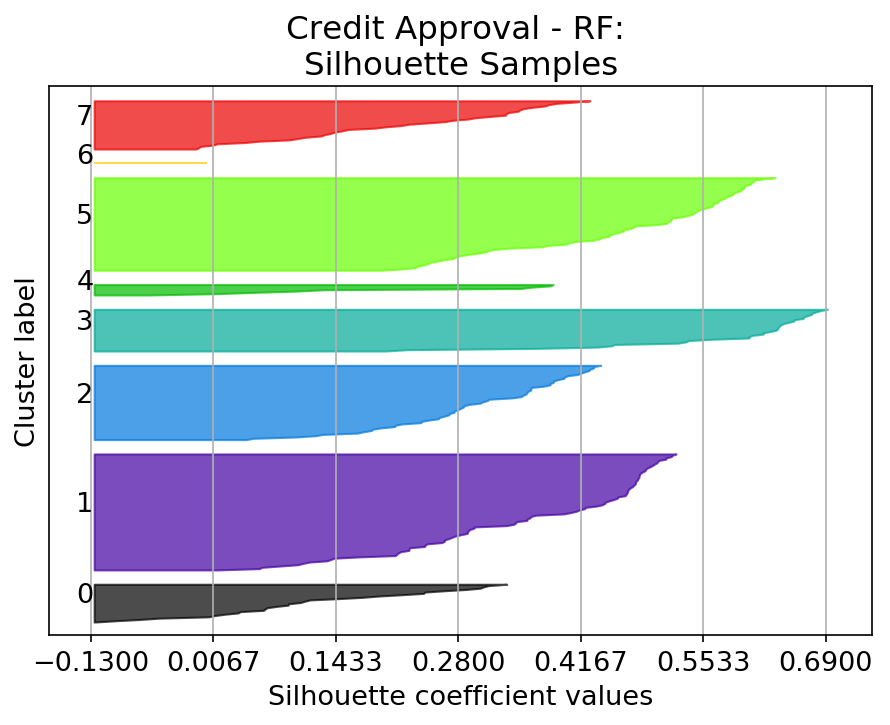 Credit Approval - RF:
Silhouette Samples
7
6
5
4
3
2
1
0
Cluster label
−0.1300 0.0067 0.1433 0.2800 0.4167 0.5533 0.6900
Silhouette coefficient values